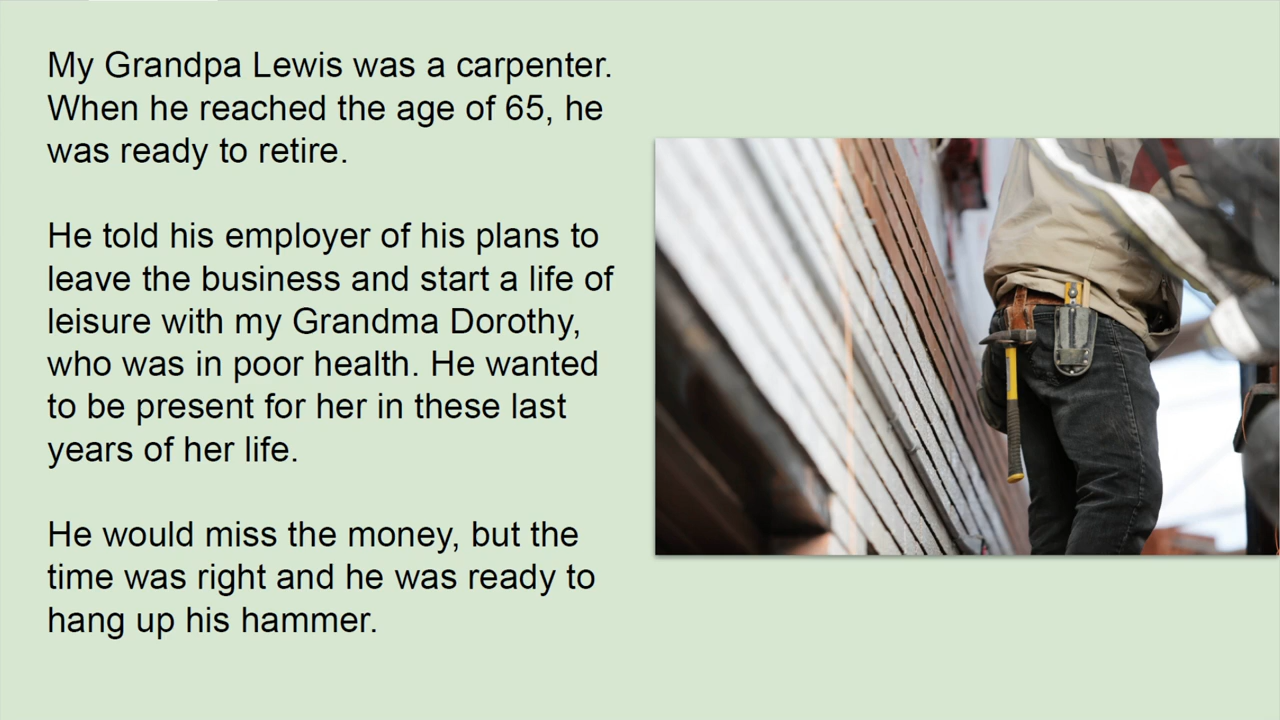 My Grandpa Lewis was a carpenter.
When he reached the age of 65, he
was ready to retire.
He told his employer of his plans to
leave the business and start a life of
leisure with my Grandma Dorothy,
who was in poor health. He wanted
to be present for her in these last
years of her life.
He would miss the money, but the
time was right and he was ready to
hang up his hammer.